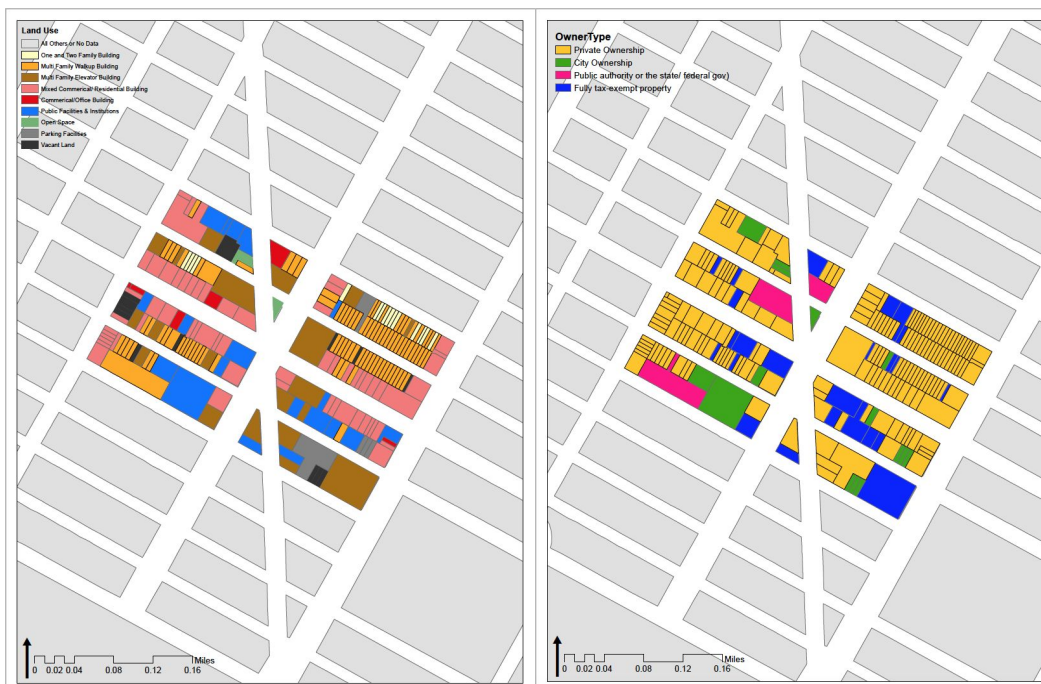 Land Use
All Others or No Data
One and Two Family Building
Multi Family Walkup Building
Multi Family Elevator Building
Mixed Commerical/ Residential Building
Commerical/Office Building
Public Facilities & Institutions
Open Space
Parking Facilities
Vacant Land
0 0.02 0.04 0.08 0.12 0.16
Miles
OwnerType
Private Ownership
City Ownership
Public authority or the state/ federal gov)
Fully tax-exempt property
0 0.02 0.04 0.08 0.12 0.16
Miles